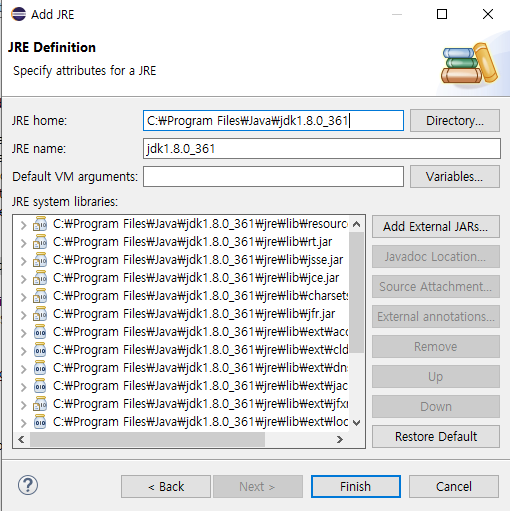 Add JRE
JRE Definition
Specify attributes for a JRE
JRE home: C:₩Program Files₩Java₩jdk1.8.0_361 Directory...
JRE name: jdk1.8.0_361
Default VM arguments: Variables...
JRE system libraries:
C:₩Program Files₩Java₩jdk1.8.0_361₩jre₩lib₩resource
C:₩Program Files₩Java₩jdk1.8.0_361₩jre₩lib₩rt.jar
C:₩Program Files₩Java₩jdk1.8.0_361₩jre₩lib₩jsse.jar
C:₩Program Files₩Java₩jdk1.8.0_361₩jre₩lib₩jce.jar
C:₩Program Files₩Java₩jdk1.8.0_361₩jre₩lib₩charsets
C:₩Program Files₩Java₩jdk1.8.0_361₩jre₩lib₩jfr.jar
C:₩Program Files₩Java₩jdk1.8.0_361₩jre₩lib₩ext₩acc
C:₩Program Files₩Java₩jdk1.8.0_361₩jre₩lib₩ext₩cld
C:₩Program Files₩Java₩jdk1.8.0_361₩jre₩lib₩ext₩dns
C:₩Program Files₩Java₩jdk1.8.0_361₩jre₩lib₩ext₩jac
C:₩Program Files₩Java₩jdk1.8.0_361₩jre₩lib₩ext₩jfxr
C:₩Program Files₩Java₩jdk1.8.0_361₩jre₩lib₩ext₩loc
Add External JARs...
Javadoc Location...
Source Attachment...
External annotations...
Remove
Up
Down
Restore Default
? < Back Next > Finish Cancel